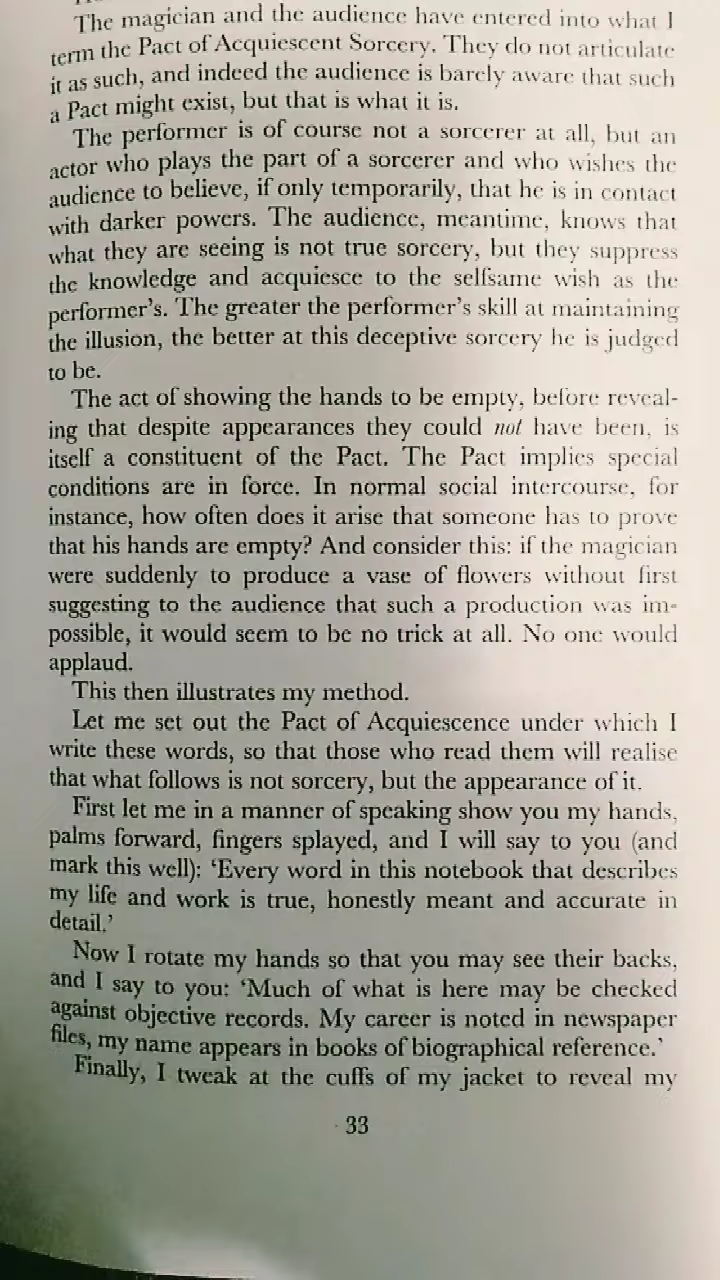 The magician and the audience have entered into what I
term the Pact of Acquiescent Sorcery. They do not articulate
it as such, and indeed the audience is barely aware that such
a Pact might exist, but that is what it is.
The performer is of course not a sorcerer at all, but an
actor who plays the part of a sorcerer and who wishes the
audience to believe, if only temporarily, that he is in contact
with darker powers. The audience, meantime, knows that
what they are seeing is not true sorcery, but they suppress
the knowledge and acquiesce to the selfsame wish as the
performer's. The greater the performer's skill at maintaining
the illusion, the better at this deceptive sorcery he is judged
to be.
The act of showing the hands to be empty, before reveal-
ing that despite appearances they could not have been, is
itself a constituent of the Pact. The Pact implies special
conditions are in force. In normal social intercourse, for
instance, how often does it arise that someone has to prove
that his hands are empty? And consider this: if the magician
were suddenly to produce a vase of flowers without first
suggesting to the audience that such a production was im-
possible, it would seem to be no trick at all. No one would
applaud.
This then illustrates my method.
Let me set out the Pact of Acquiescence under which I
write these words, so that those who read them will realise
that what follows is not sorcery, but the appearance of it.
First let me in a manner of speaking show you my hands,
palms forward, fingers splayed, and I will say to you (and
mark this well): ‘Every word in this notebook that describes
my life and work is true, honestly meant and accurate in
detail.’
Now I rotate my hands so that you may see their backs,
and I say to you: ‘Much of what is here may be checked
against objective records. My career is noted in newspaper
files, my name appears in books of biographical reference.’
Finally, I tweak at the cuffs of my jacket to reveal my
33